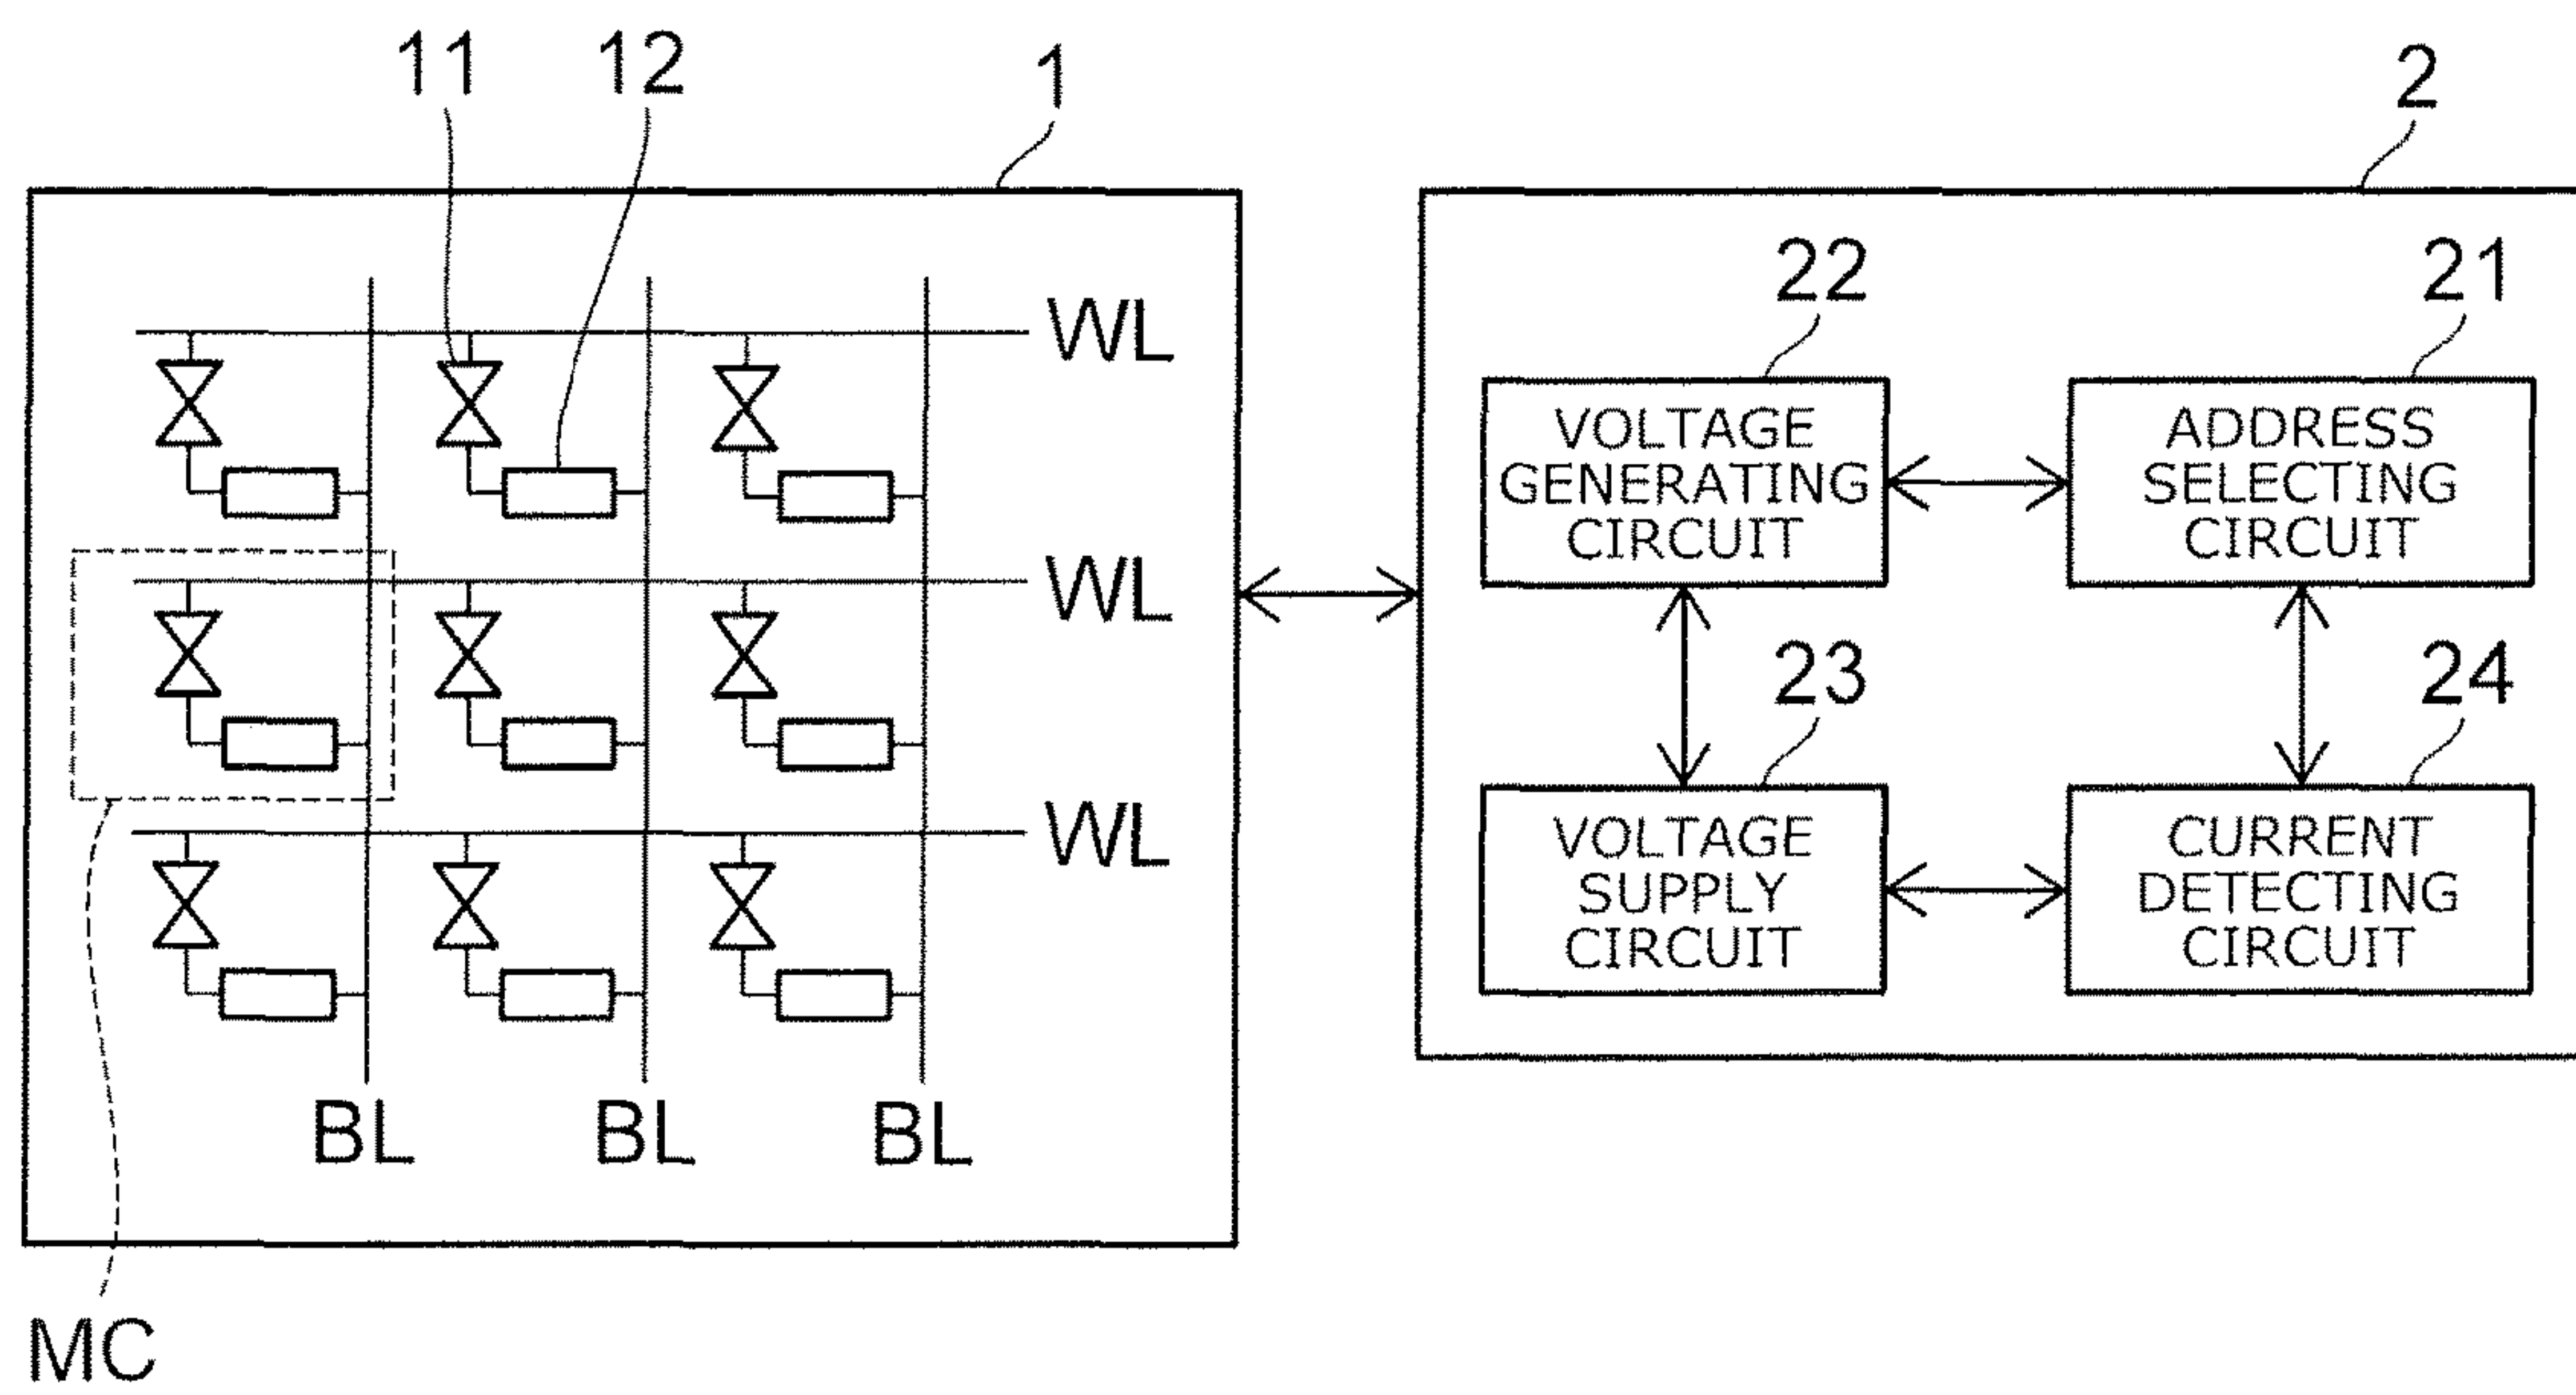 11
12
1
2
WL
WL
WL
BL
BL
BL
MC
22
21
VOLTAGE
GENERATING
CIRCUIT
ADDRESS
SELECTING
CIRCUIT
23
24
VOLTAGE
SUPPLY
CIRCUIT
CURRENT
DETECTING
CIRCUIT